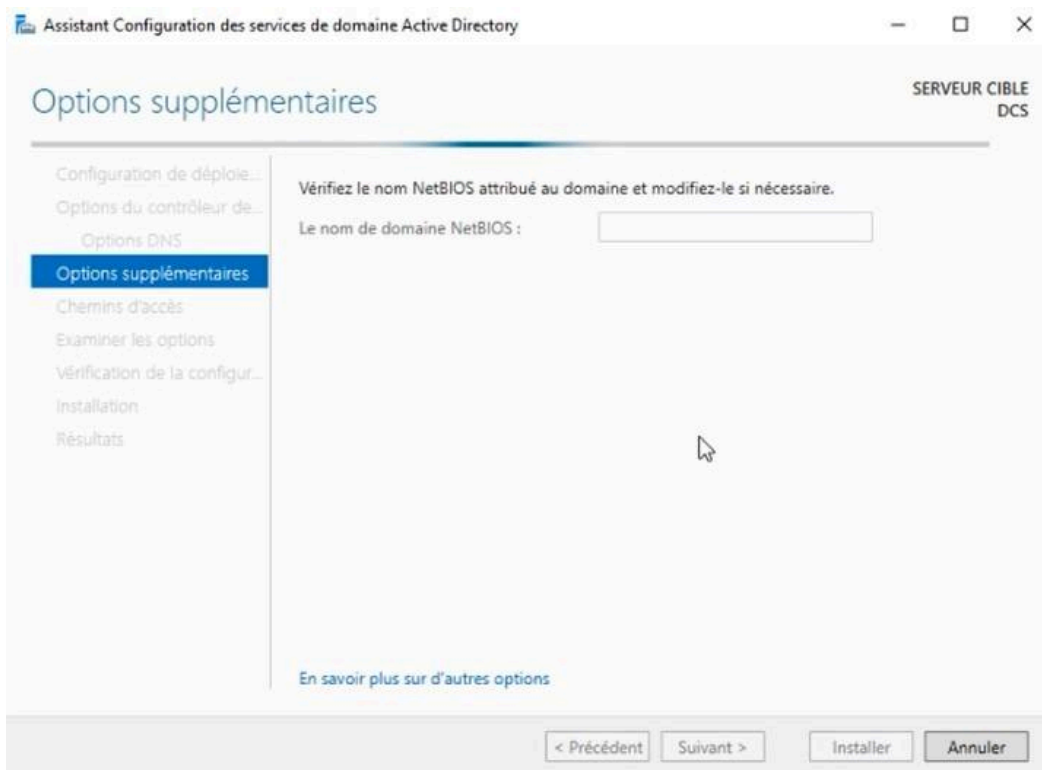 Assistant Configuration des services de domaine Active Directory
Options supplémentaires
SERVEUR CIBLE
DCS
Configuration de déploie...
Options du contrôleur de...
Options DNS
Options supplémentaires
Chemins d'accès
Examiner les options
Vérification de la configur...
Installation
Résultats
Vérifiez le nom NetBIOS attribué au domaine et modifiez-le si nécessaire.
Le nom de domaine NetBIOS :
En savoir plus sur d'autres options
< Précédent
Suivant >
Installer
Annuler